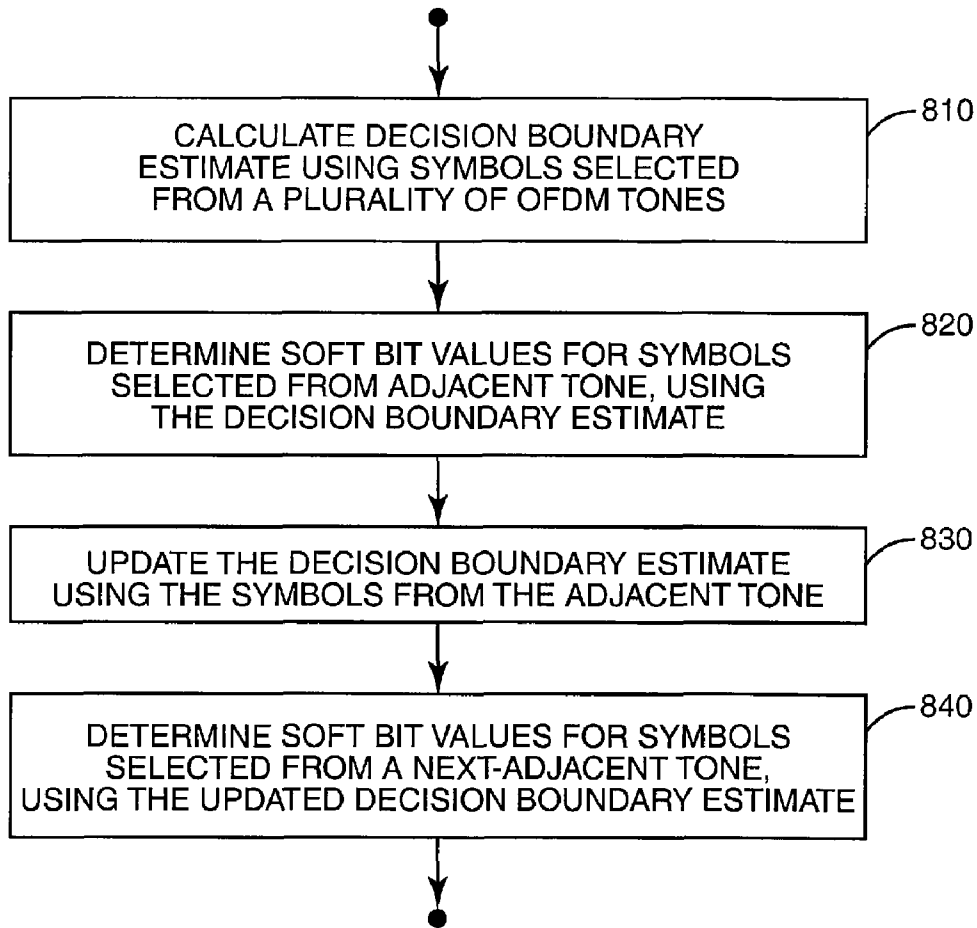 810
CALCULATE DECISION BOUNDARY
ESTIMATE USING SYMBOLS SELECTED
FROM A PLURALITY OF OFDM TONES
820
DETERMINE SOFT BIT VALUES FOR SYMBOLS
SELECTED FROM ADJACENT TONE, USING
THE DECISION BOUNDARY ESTIMATE
830
UPDATE THE DECISION BOUNDARY ESTIMATE
USING THE SYMBOLS FROM THE ADJACENT TONE
840
DETERMINE SOFT BIT VALUES FOR SYMBOLS
SELECTED FROM A NEXT-ADJACENT TONE,
USING THE UPDATED DECISION BOUNDARY ESTIMATE